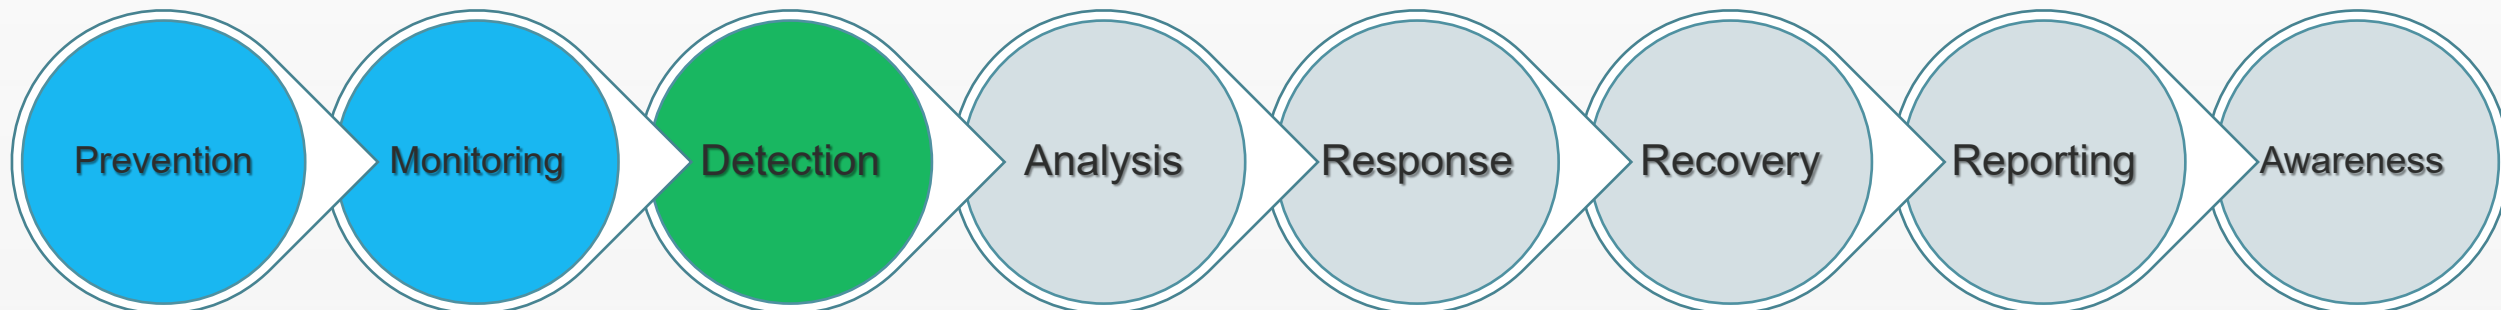 Prevention
Monitoring
Detection
Analysis
Response
Recovery
Reporting
Awareness